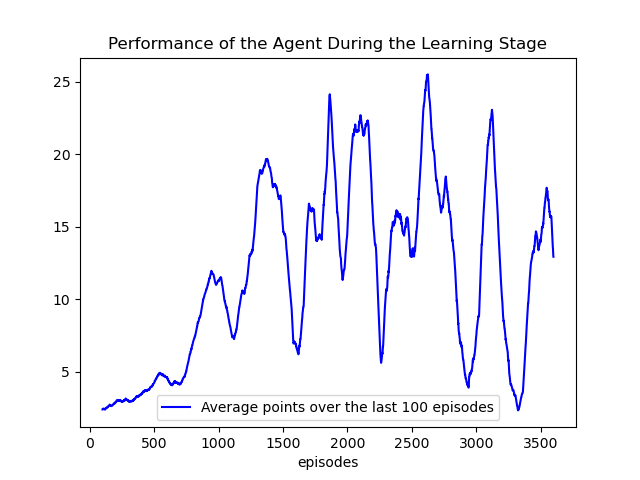 Performance of the Agent During the Learning Stage
25
20
15
10
5
Average points over the last 100 episodes
0 500 1000 1500 2000 2500 3000 3500
episodes